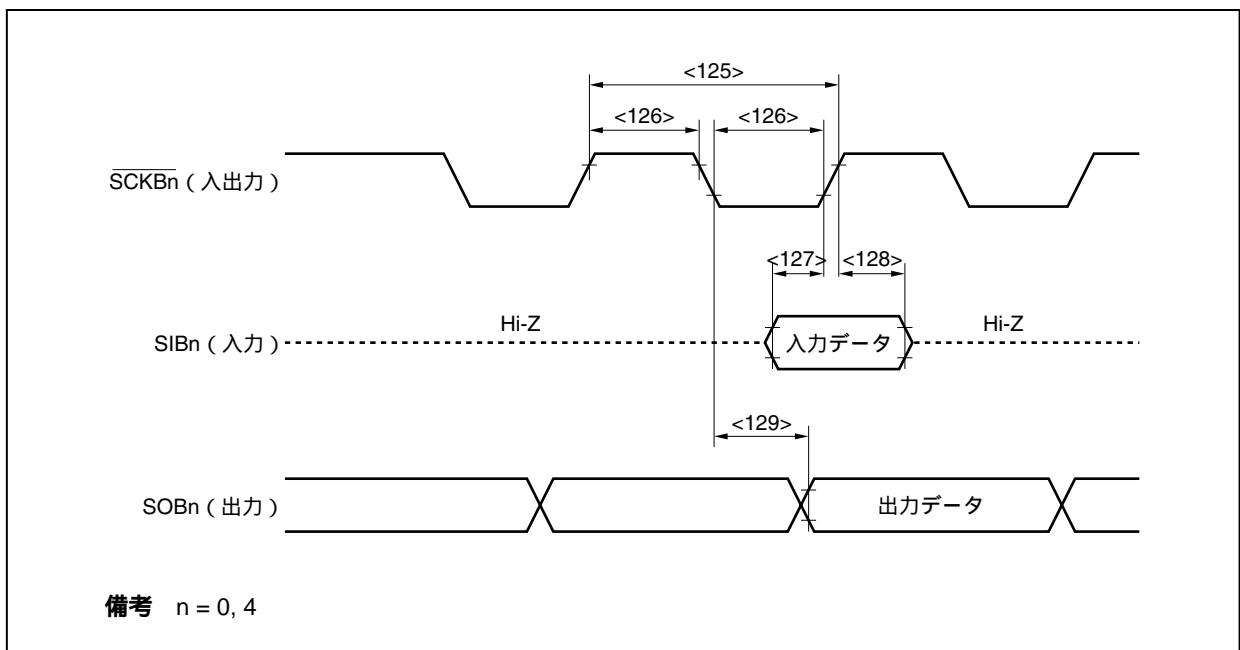 <125>
<126>
<126>
SCKBn（入出力）
<127>
<128>
Hi-Z
Hi-Z
SIBn（入力）
入力データ
<129>
SOBn（出力）
出力データ
備考 n = 0, 4